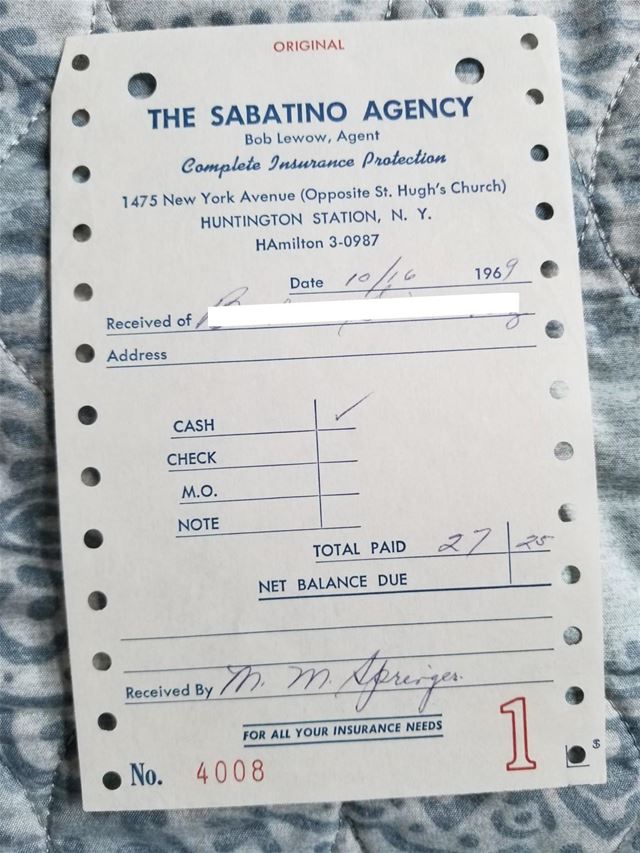 ORIGINAL
THE SABATINO AGENCY
Bob Lewow, Agent
Complete Insurance Protection
1475 New York Avenue (Opposite St. Hugh's Church)
HUNTINGTON STATION, N. Y.
HAmilton 3-0987
Date 10/16 1969
Received of
Address
CASH ✓
CHECK
M.O.
NOTE
TOTAL PAID 27 25
NET BALANCE DUE
Received By M. M. Springer
FOR ALL YOUR INSURANCE NEEDS
No. 4008 1
$